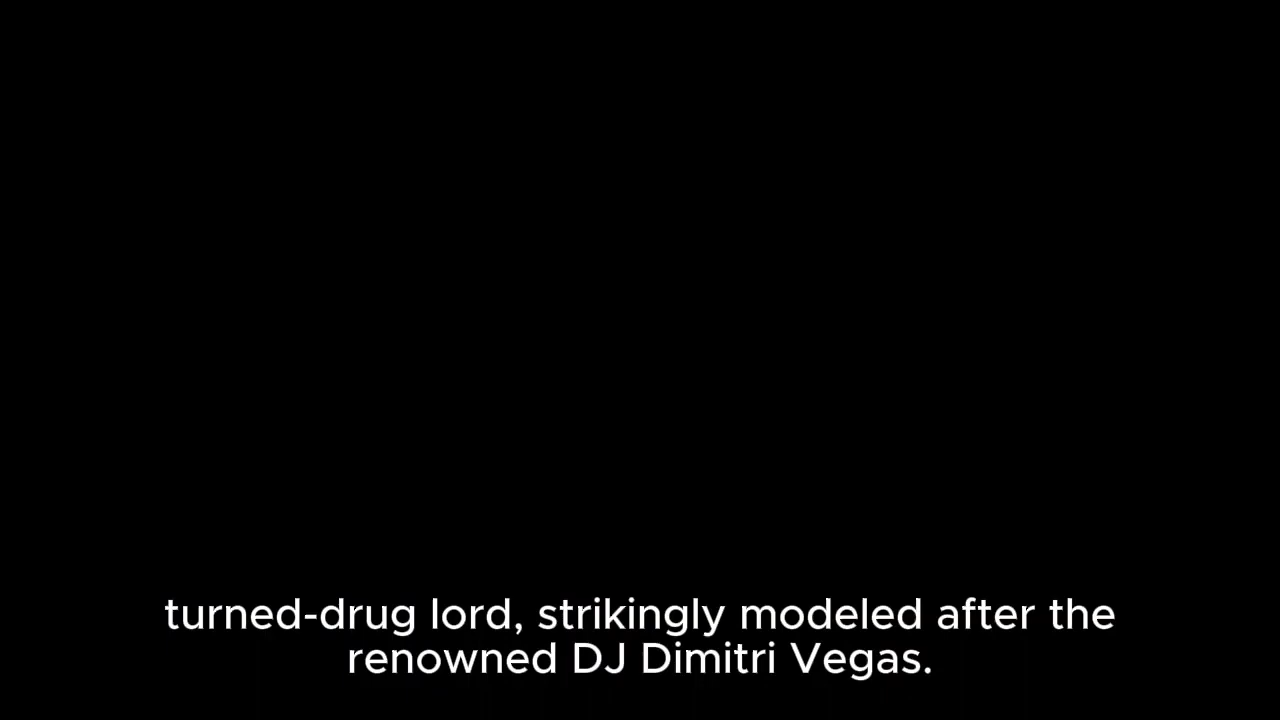 turned-drug lord, strikingly modeled after the
renowned DJ Dimitri Vegas.